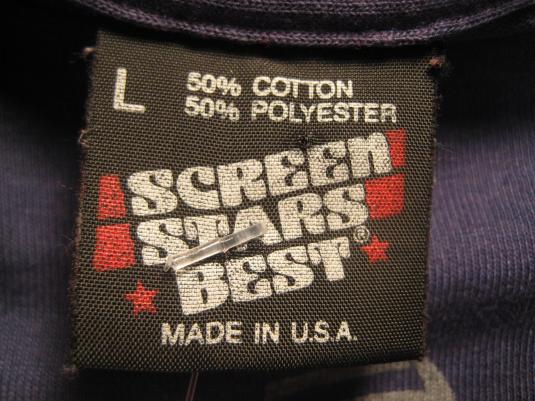 L
50% COTTON
50% POLYESTER
SCREEN
STARS
BEST®
MADE IN U.S.A.